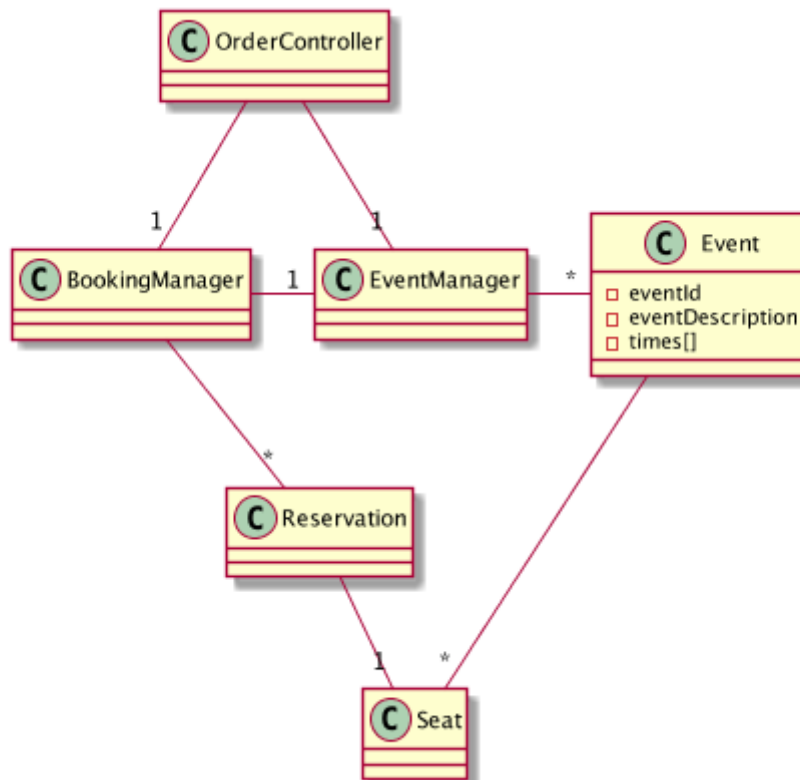 C OrderController
1
1
C BookingManager
1
C EventManager
*
C Event
eventId
eventDescription
times[]
*
C Reservation
1
*
C Seat